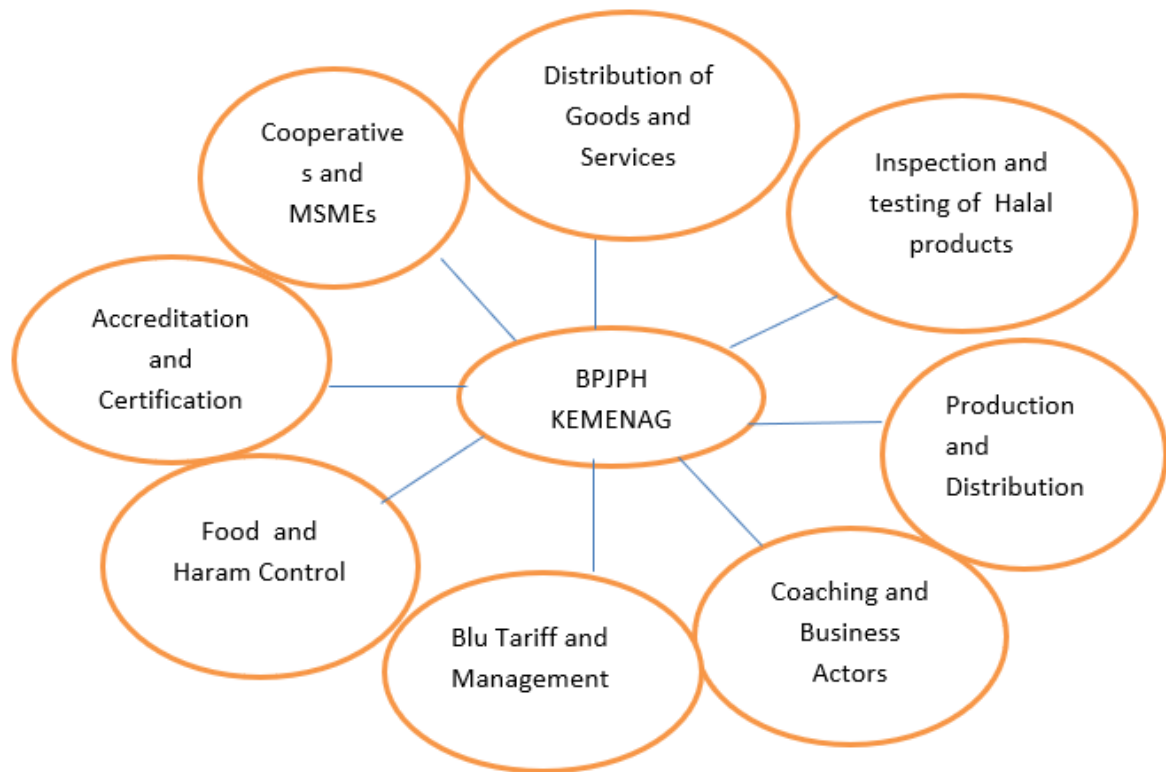 Distribution of
Goods and
Services
Cooperative
s and
MSMEs
Inspection and
testing of Halal
products
Accreditation
and
Certification
BPJPH
KEMENAG
Production
and
Distribution
Food and
Haram Control
Coaching and
Business
Actors
Blu Tariff and
Management